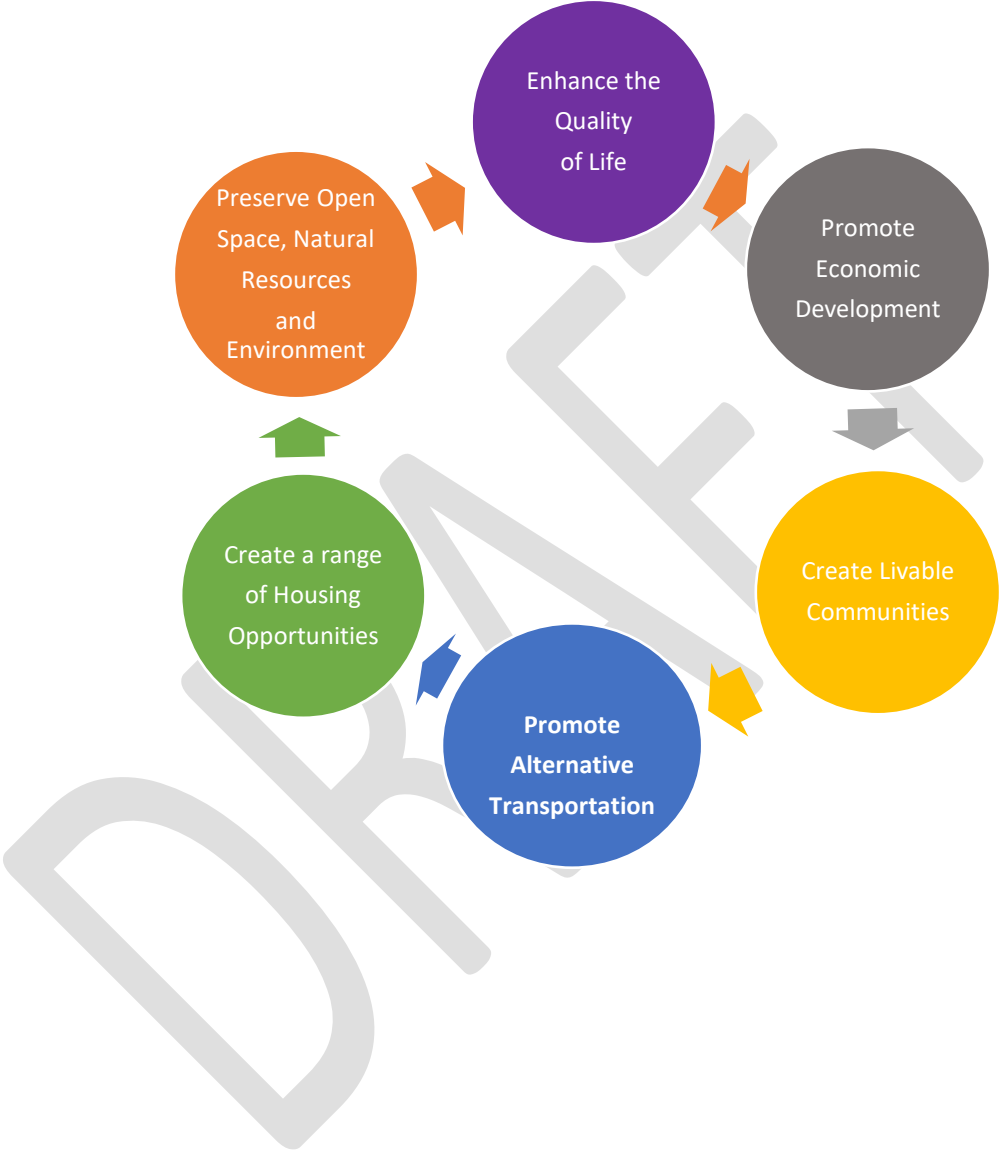 Enhance the
Quality
of Life
Promote
Economic
Development
Create Livable
Communities
Promote
Alternative
Transportation
Create a range
of Housing
Opportunities
Preserve Open
Space, Natural
Resources
and
Environment
DRAFT